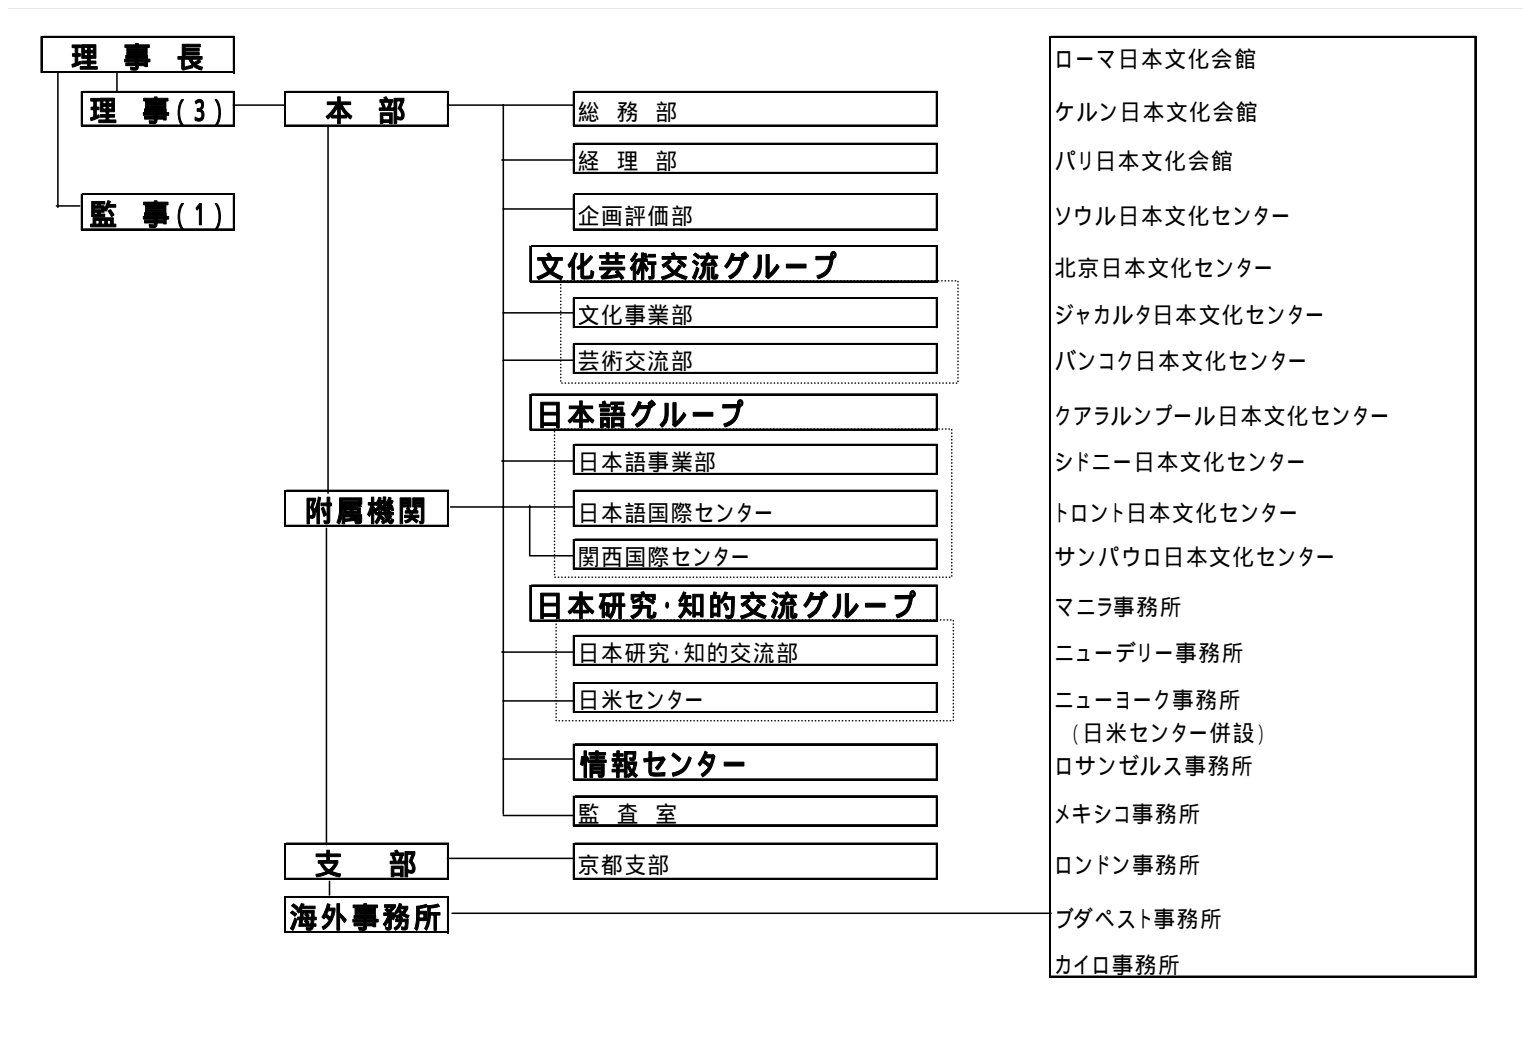 理 事 長
理 事(3)
監 事(1)
本 部
附属機関
支 部
海外事務所
総 務 部
経 理 部
企画評価部
文化芸術交流グループ
文化事業部
芸術交流部
日本語グループ
日本語事業部
日本語国際センター
関西国際センター
日本研究・知的交流グループ
日本研究・知的交流部
日米センター
情報センター
監 査 室
京都支部
ローマ日本文化会館
ケルン日本文化会館
パリ日本文化会館
ソウル日本文化センター
北京日本文化センター
ジャカルタ日本文化センター
バンコク日本文化センター
クアラルンプール日本文化センター
シドニー日本文化センター
トロント日本文化センター
サンパウロ日本文化センター
マニラ事務所
ニューデリー事務所
ニューヨーク事務所
(日米センター併設)
ロサンゼルス事務所
メキシコ事務所
ロンドン事務所
ブダペスト事務所
カイロ事務所